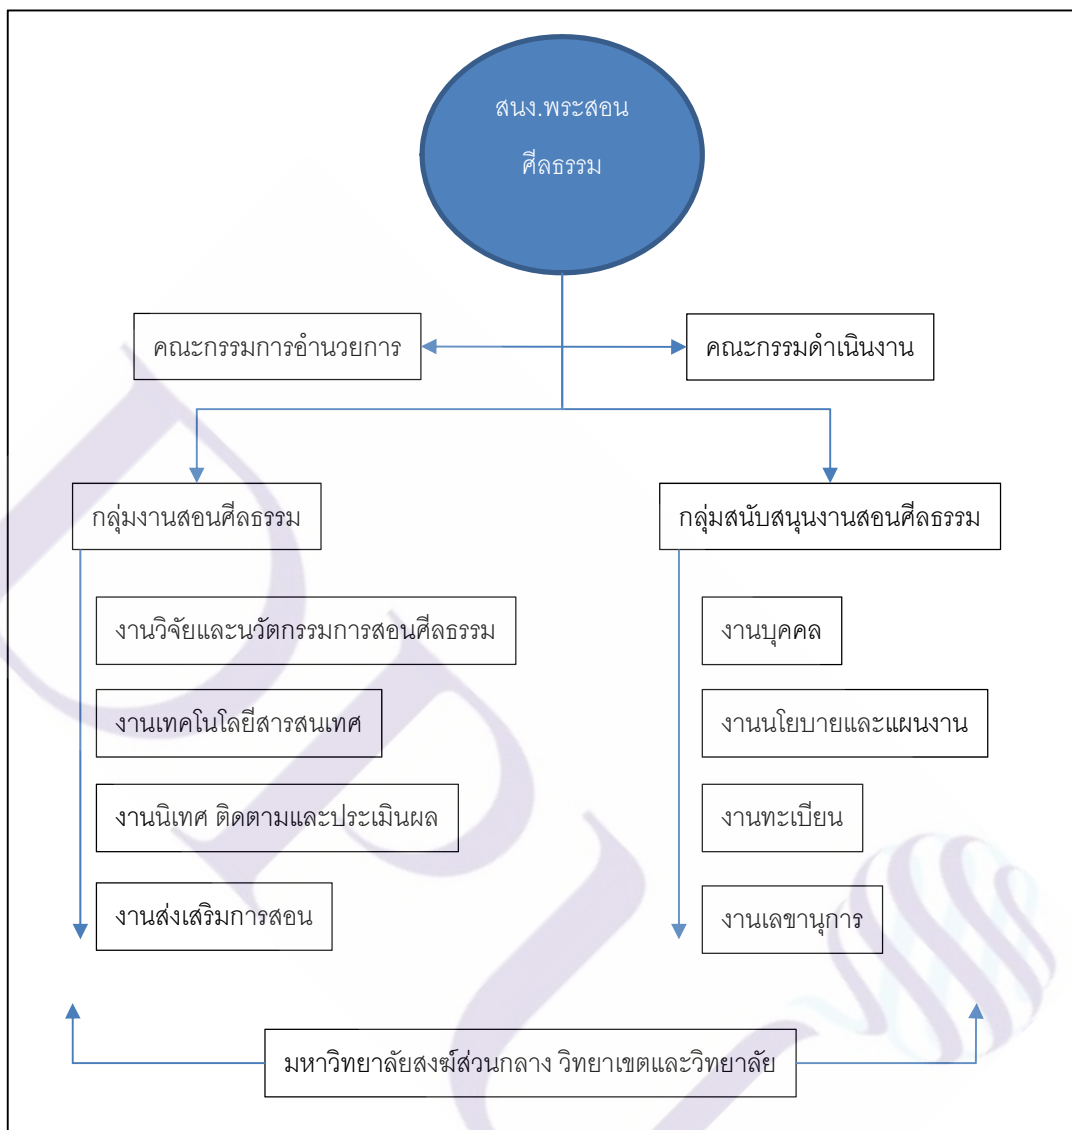 สนง.พระสอน
ศีลธรรม
คณะกรรมการอำนวยการ
คณะกรรมดำเนินงาน
กลุ่มงานสอนศีลธรรม
กลุ่มสนับสนุนงานสอนศีลธรรม
งานวิจัยและนวัตกรรมการสอนศีลธรรม
งานบุคคล
งานเทคโนโลยีสารสนเทศ
งานนโยบายและแผนงาน
งานนิเทศ ติดตามและประเมินผล
งานทะเบียน
งานส่งเสริมการสอน
งานเลขานุการ
มหาวิทยาลัยสงฆ์ส่วนกลาง วิทยาเขตและวิทยาลัย
DPU